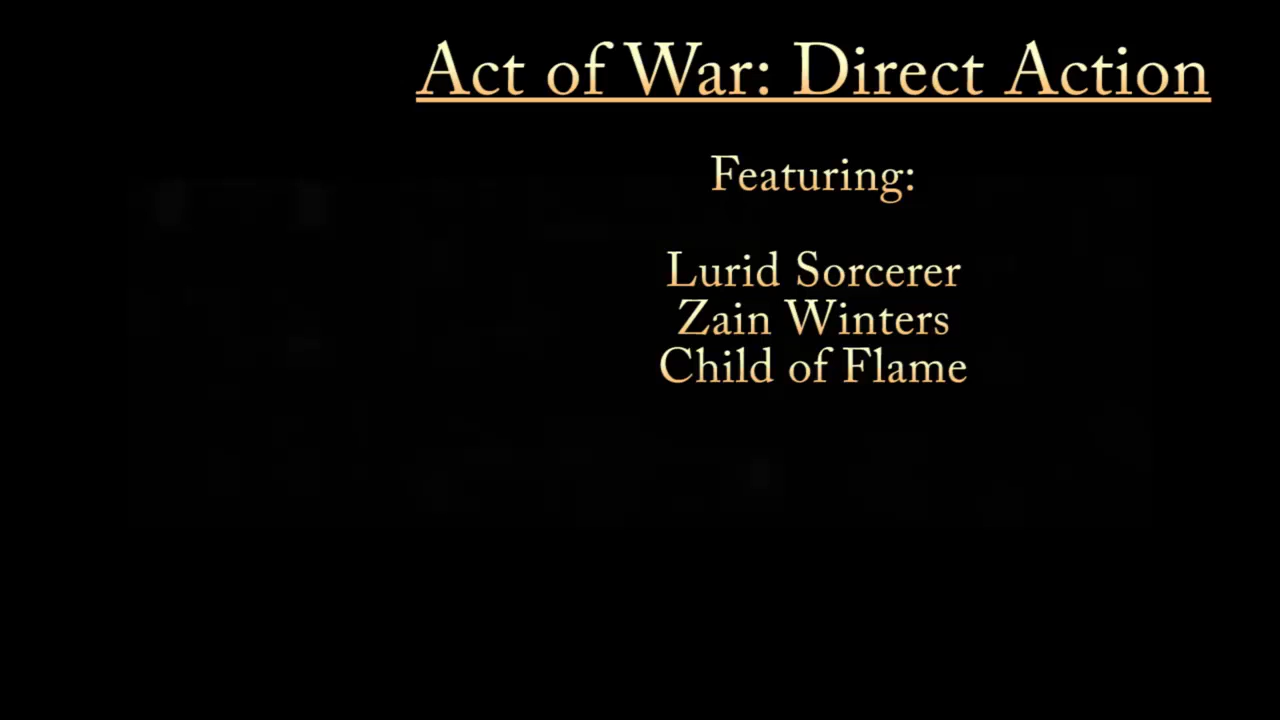 Act of War: Direct Action
Featuring:
Lurid Sorcerer
Zain Winters
Child of Flame